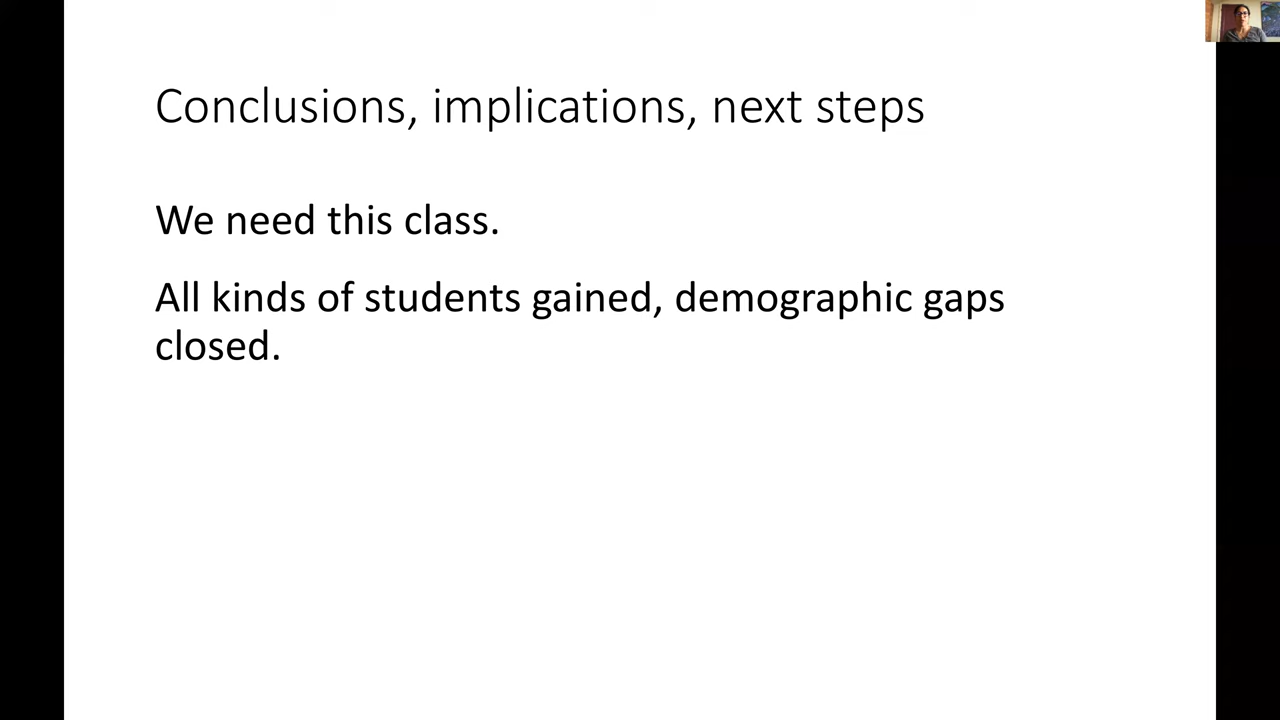 Conclusions, implications, next steps
We need this class.
All kinds of students gained, demographic gaps
closed.